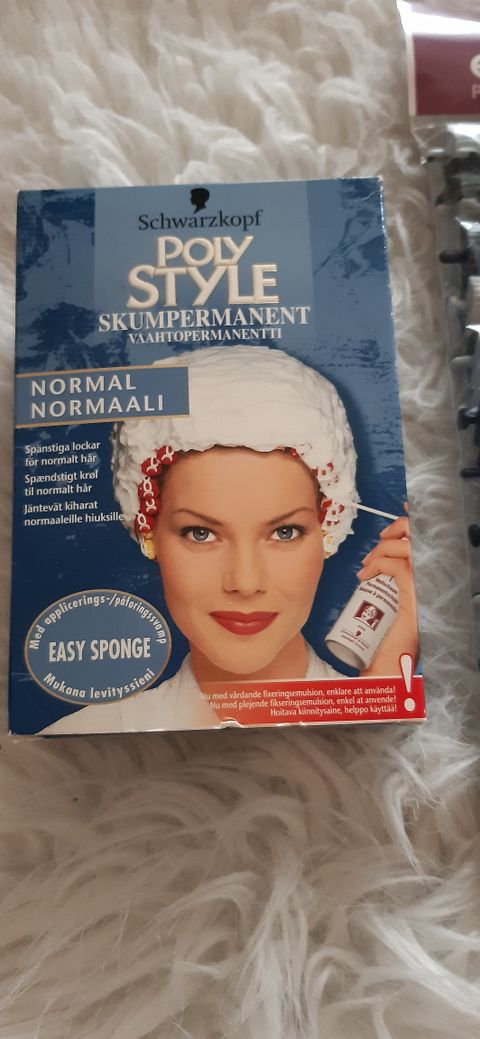 Schwarzkopf
POLY
STYLE
SKUMPERMANENT
VAAHTOPERMANENTTI
NORMAL
NORMAALI
Spänstiga lockar
för normalt hår
Spændstigt krøl
til normalt hår
Jäntevät kiharat
normaaleille hiuksille
Med applicerings-/påføringssvamp
EASY SPONGE
Mukana levityssieni
Nu med vårdande fixeringsemulsion, enklare att använda!
Nu med plejende fikseringsemulsion, enkel at anvende!
Hoitava kiinnitysaine, helppo käyttää!
!